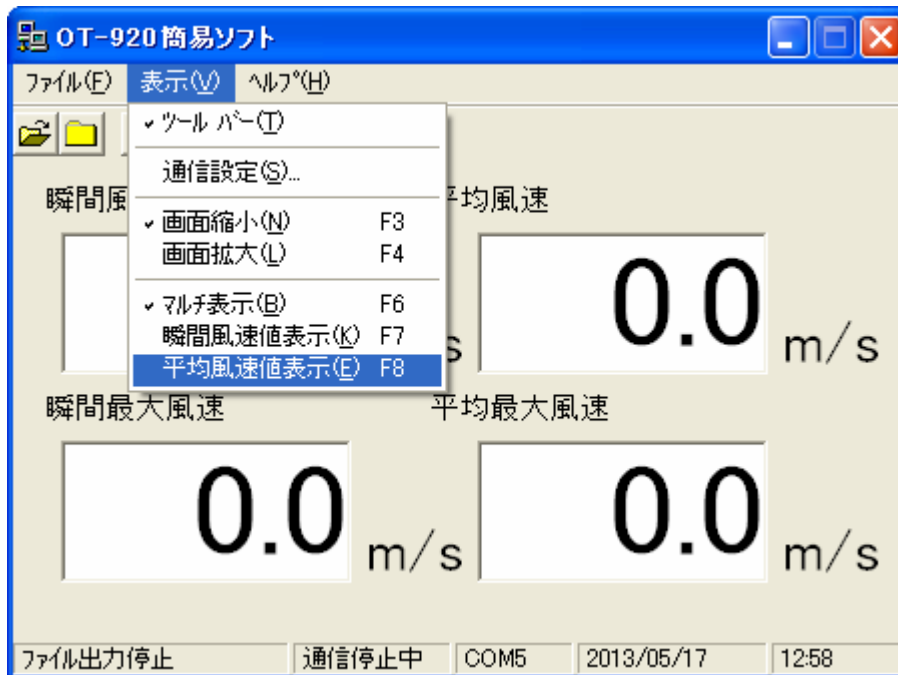 OT-920簡易ソフト
ﾌｧｲﾙ(F) 表示(V) ﾍﾙﾌﾟ(H)
ﾂｰﾙ ﾊﾞｰ(T)
通信設定(S)...
画面縮小(N) F3
画面拡大(L) F4
ﾏﾙﾁ表示(B) F6
瞬間風速値表示(K) F7
平均風速値表示(E) F8
瞬間風
平均風速
s
0.0 m/s
瞬間最大風速 平均最大風速
0.0 m/s 0.0 m/s
ﾌｧｲﾙ出力停止 通信停止中 COM5 2013/05/17 12:58